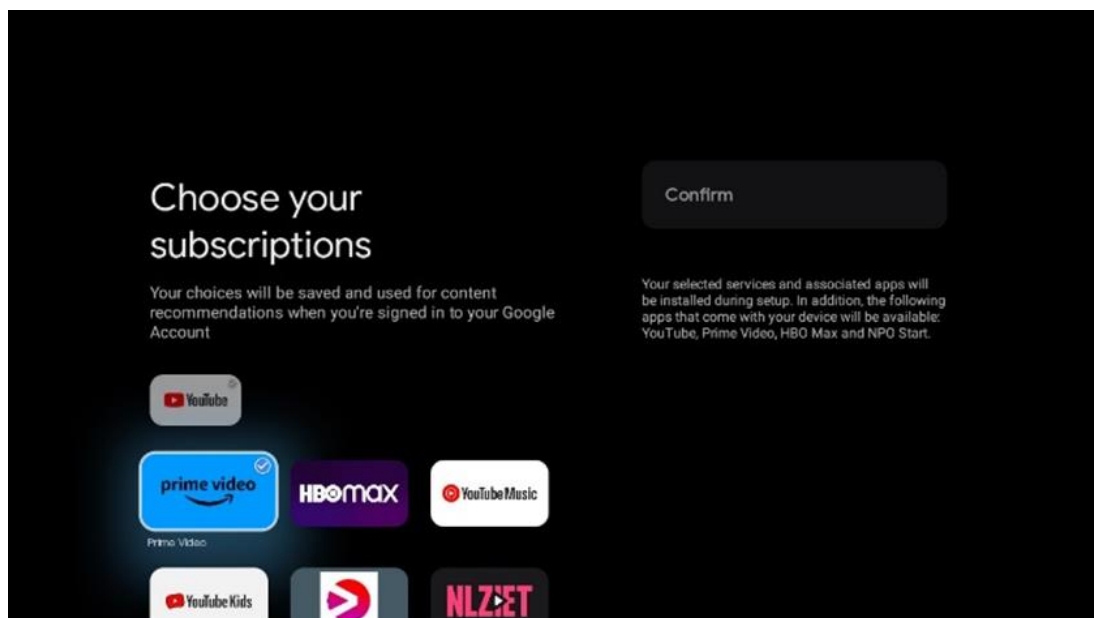 Choose your
subscriptions
Your choices will be saved and used for content
recommendations when you're signed in to your Google
Account
YouTube
prime video
HBOmax
YouTube Music
Prime Video
YouTube Kids
NLZIET
Confirm
Your selected services and associated apps will
be installed during setup. In addition, the following
apps that come with your device will be available:
YouTube, Prime Video, HBO Max and NPO Start.